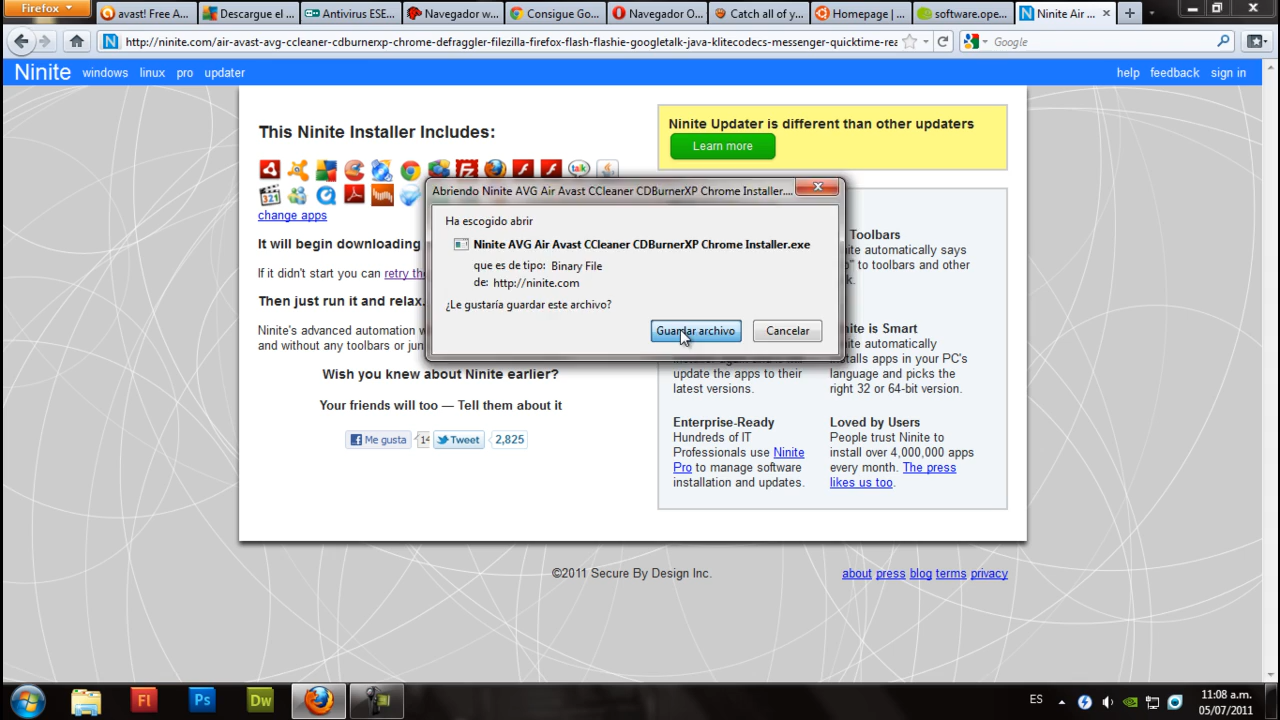 Firefox
avast! Free A...
Descargue el ...
Antivirus ESE...
Navegador w...
Consigue Go...
Navegador O...
Catch all of y...
Homepage | ...
software.ope...
Ninite Air ...
http://ninite.com/air-avast-avg-ccleaner-cdburnerxp-chrome-defraggler-filezilla-firefox-flash-flashie-googletalk-java-klitecodecs-messenger-quicktime-rea
Google
Ninite windows linux pro updater
help feedback sign in
This Ninite Installer Includes:
talk
321
change apps
It will begin downloading
If it didn't start you can retry th
Then just run it and relax.
Ninite's advanced automation w
and without any toolbars or jun
Wish you knew about Ninite earlier?
Your friends will too — Tell them about it
Me gusta 14 Tweet 2,825
Ninite Updater is different than other updaters
Learn more
Toolbars
nite automatically says
to toolbars and other
Abriendo Ninite AVG Air Avast CCleaner CDBurnerXP Chrome Installer....
Ha escogido abrir
Ninite AVG Air Avast CCleaner CDBurnerXP Chrome Installer.exe
que es de tipo: Binary File
de: http://ninite.com
¿Le gustaría guardar este archivo?
Guardar archivo
Cancelar
update the apps to their
latest versions.
nite is Smart
nite automatically
installs apps in your PC's
language and picks the
right 32 or 64-bit version.
Enterprise-Ready
Hundreds of IT
Professionals use Ninite
Pro to manage software
installation and updates.
Loved by Users
People trust Ninite to
install over 4,000,000 apps
every month. The press
likes us too.
©2011 Secure By Design Inc.
about press blog terms privacy
Fl
Ps
Dw
ES
11:08 a.m.
05/07/2011